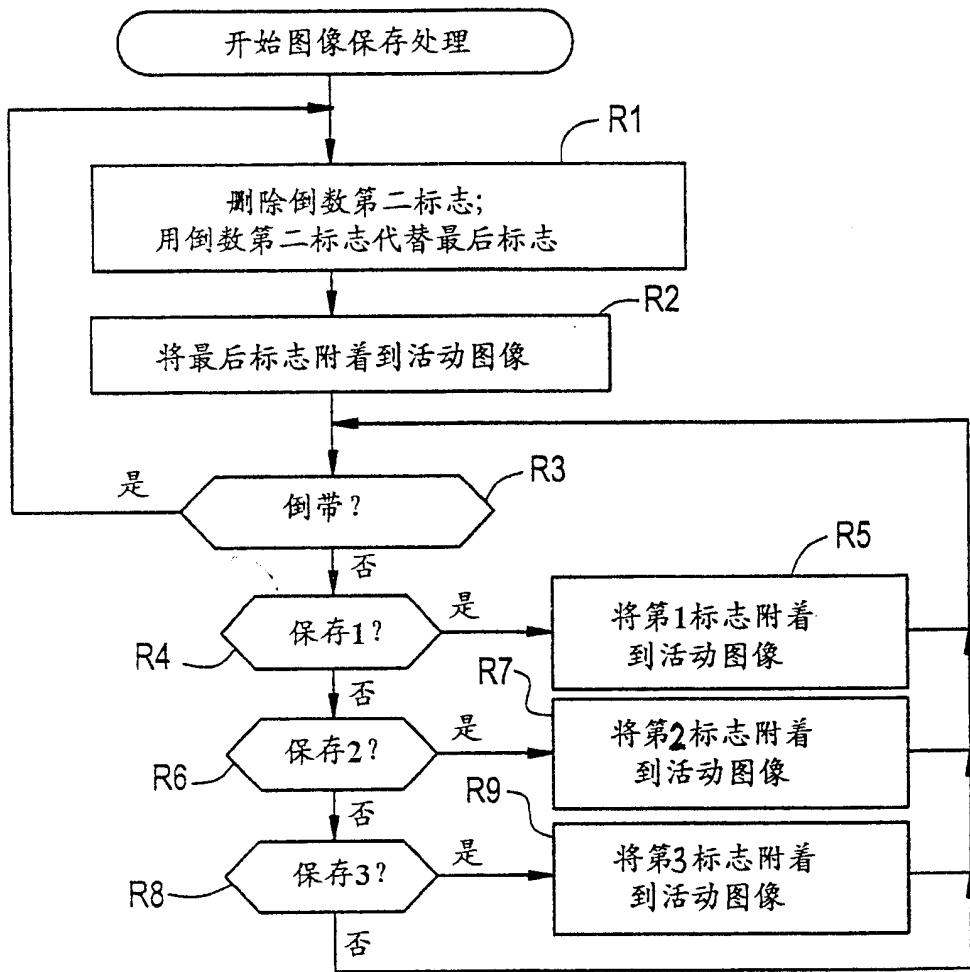 开始图像保存处理
R1
删除倒数第二标志;
用倒数第二标志代替最后标志
R2
将最后标志附着到活动图像
R3
是
倒带？
否
R4
保存1？
是
R5
将第1标志附着
到活动图像
否
R6
保存2？
是
R7
将第2标志附着
到活动图像
否
R8
保存3？
是
R9
将第3标志附着
到活动图像
否